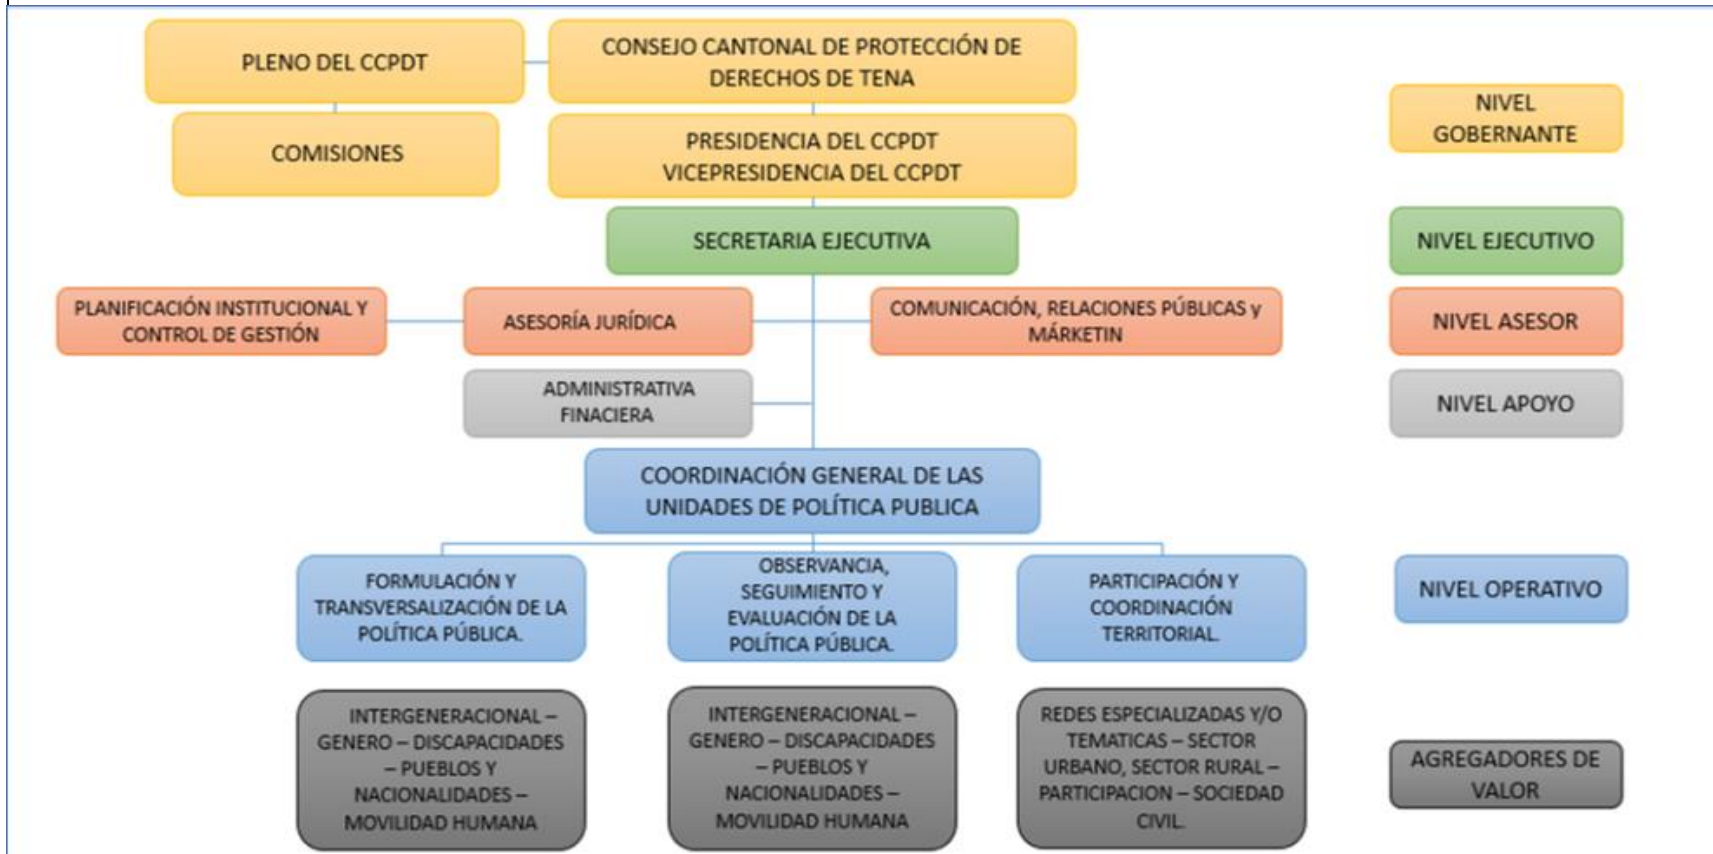 PLENO DEL CCPDT
CONSEJO CANTONAL DE PROTECCIÓN DE
DERECHOS DE TENA
COMISIONES
PRESIDENCIA DEL CCPDT
VICEPRESIDENCIA DEL CCPDT
NIVEL
GOBERNANTE
SECRETARIA EJECUTIVA
NIVEL EJECUTIVO
PLANIFICACIÓN INSTITUCIONAL Y
CONTROL DE GESTIÓN
ASESORÍA JURÍDICA
COMUNICACIÓN, RELACIONES PÚBLICAS y
MÁRKETIN
NIVEL ASESOR
ADMINISTRATIVA
FINACIERA
NIVEL APOYO
COORDINACIÓN GENERAL DE LAS
UNIDADES DE POLÍTICA PUBLICA
FORMULACIÓN Y
TRANSVERSALIZACIÓN DE LA
POLÍTICA PÚBLICA.
OBSERVANCIA,
SEGUIMIENTO Y
EVALUACIÓN DE LA
POLÍTICA PÚBLICA.
PARTICIPACIÓN Y
COORDINACIÓN
TERRITORIAL.
NIVEL OPERATIVO
INTERGENERACIONAL –
GENERO – DISCAPACIDADES
– PUEBLOS Y
NACIONALIDADES –
MOVILIDAD HUMANA
INTERGENERACIONAL –
GENERO – DISCAPACIDADES
– PUEBLOS Y
NACIONALIDADES –
MOVILIDAD HUMANA
REDES ESPECIALIZADAS Y/O
TEMATICAS – SECTOR
URBANO, SECTOR RURAL –
PARTICIPACION – SOCIEDAD
CIVIL.
AGREGADORES DE
VALOR